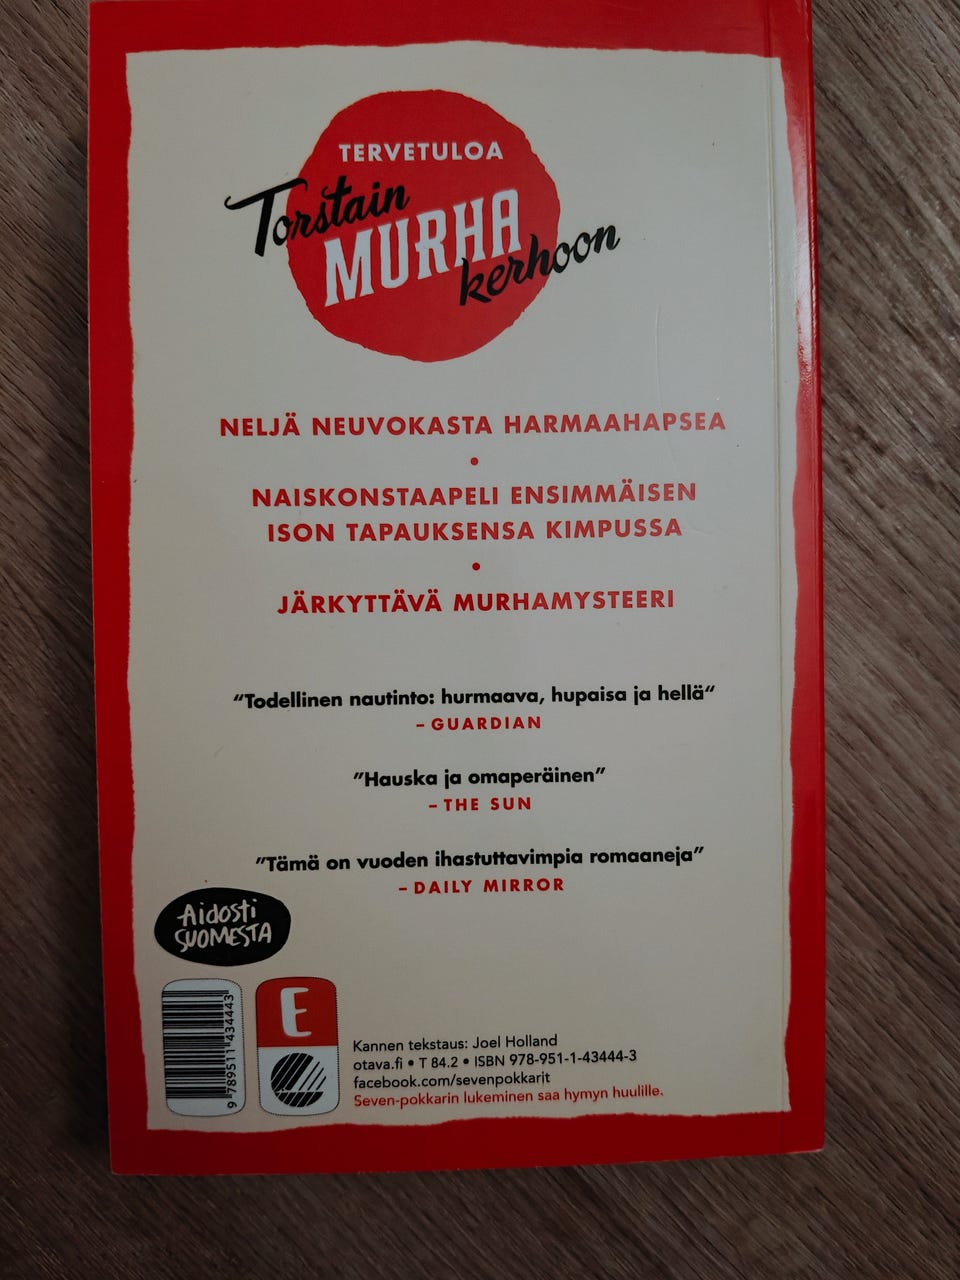 TERVETULOA
Torstain
MURHA
kerhoon
NELJÄ NEUVOKASTA HARMAAHAPSEA
•
NAISKONSTAAPELI ENSIMMÄISEN
ISON TAPAUKSENSA KIMPUSSA
•
JÄRKYTTÄVÄ MURHAMYSTEERI
“Todellinen nautinto: hurmaava, hupaisa ja hellä“
– GUARDIAN
”Hauska ja omaperäinen”
– THE SUN
”Tämä on vuoden ihastuttavimpia romaaneja”
– DAILY MIRROR
Aidosti
SUOMESTA
9 789511 434443
E
Kannen tekstaus: Joel Holland
otava.fi • T 84.2 • ISBN 978-951-1-43444-3
facebook.com/sevenpokkarit
Seven-pokkarin lukeminen saa hymyn huulille.